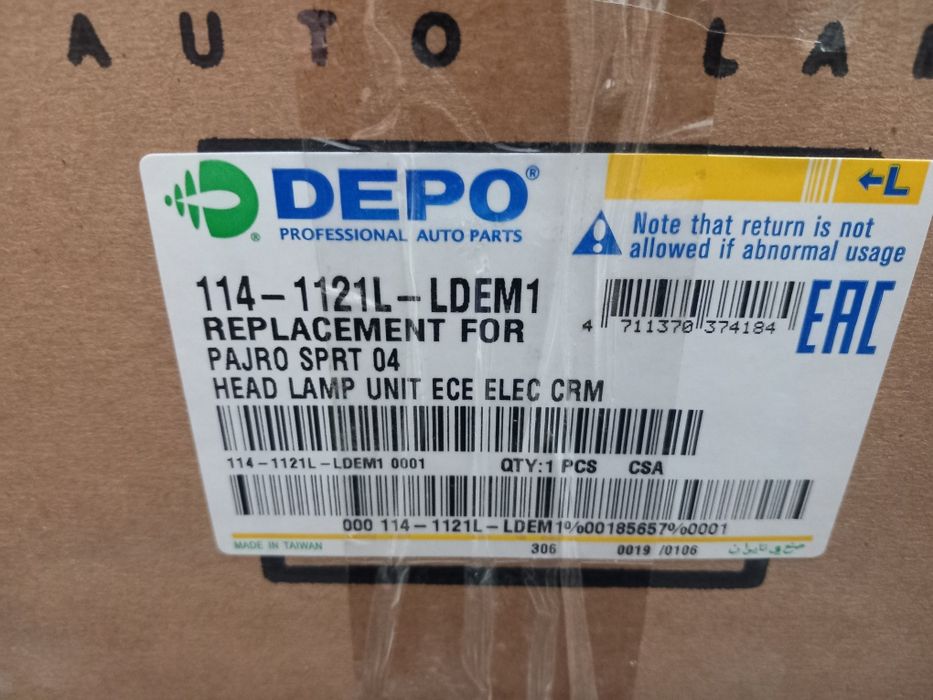 AUTO LA
DEPO®
PROFESSIONAL AUTO PARTS
←L
Note that return is not
allowed if abnormal usage
114-1121L-LDEM1
REPLACEMENT FOR
PAJRO SPRT 04
HEAD LAMP UNIT ECE ELEC CRM
4 711370 374184
EAC
114-1121L-LDEM1 0001 QTY:1 PCS CSA
000 114-1121L-LDEM1%00185657%0001
MADE IN TAIWAN 306 0019 /0106